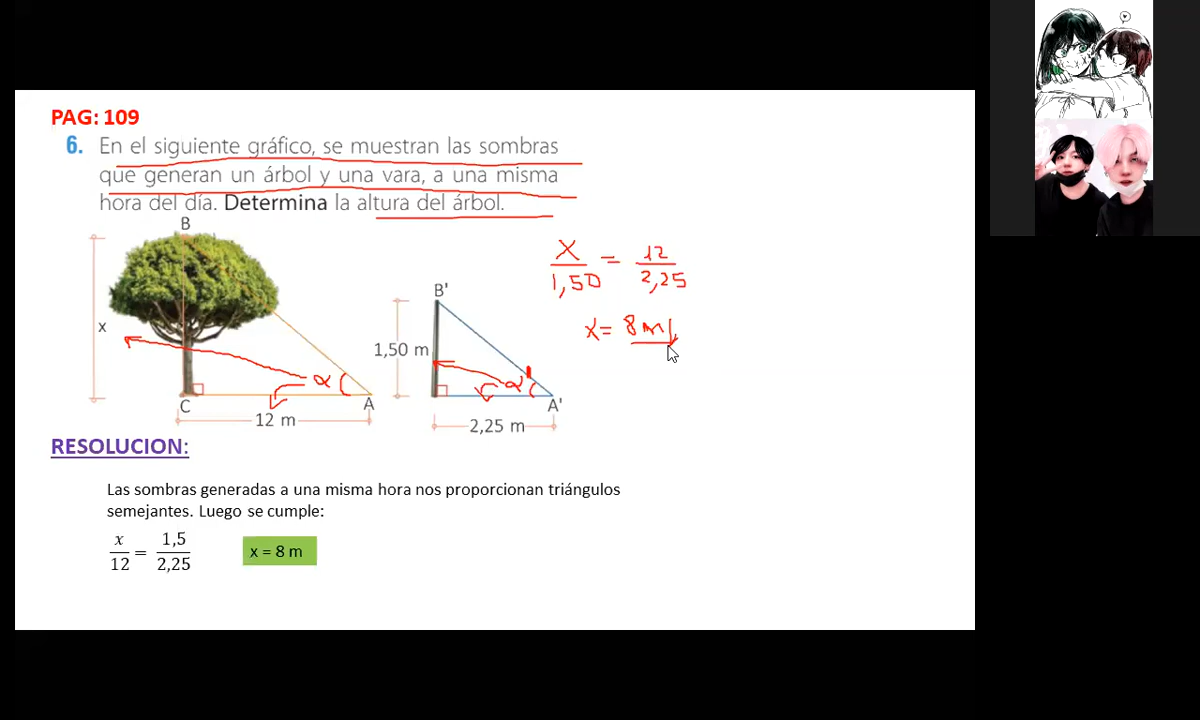 PAG: 109
6. En el siguiente gráfico, se muestran las sombras
que generan un árbol y una vara, a una misma
hora del día. Determina la altura del árbol.
B
x
C
A
12 m
α
B'
1,50 m
α
A'
2,25 m
x/1,50 = 12/2,25
x = 8m
RESOLUCION:
Las sombras generadas a una misma hora nos proporcionan triángulos
semejantes. Luego se cumple:
x/12 = 1,5/2,25
x = 8 m